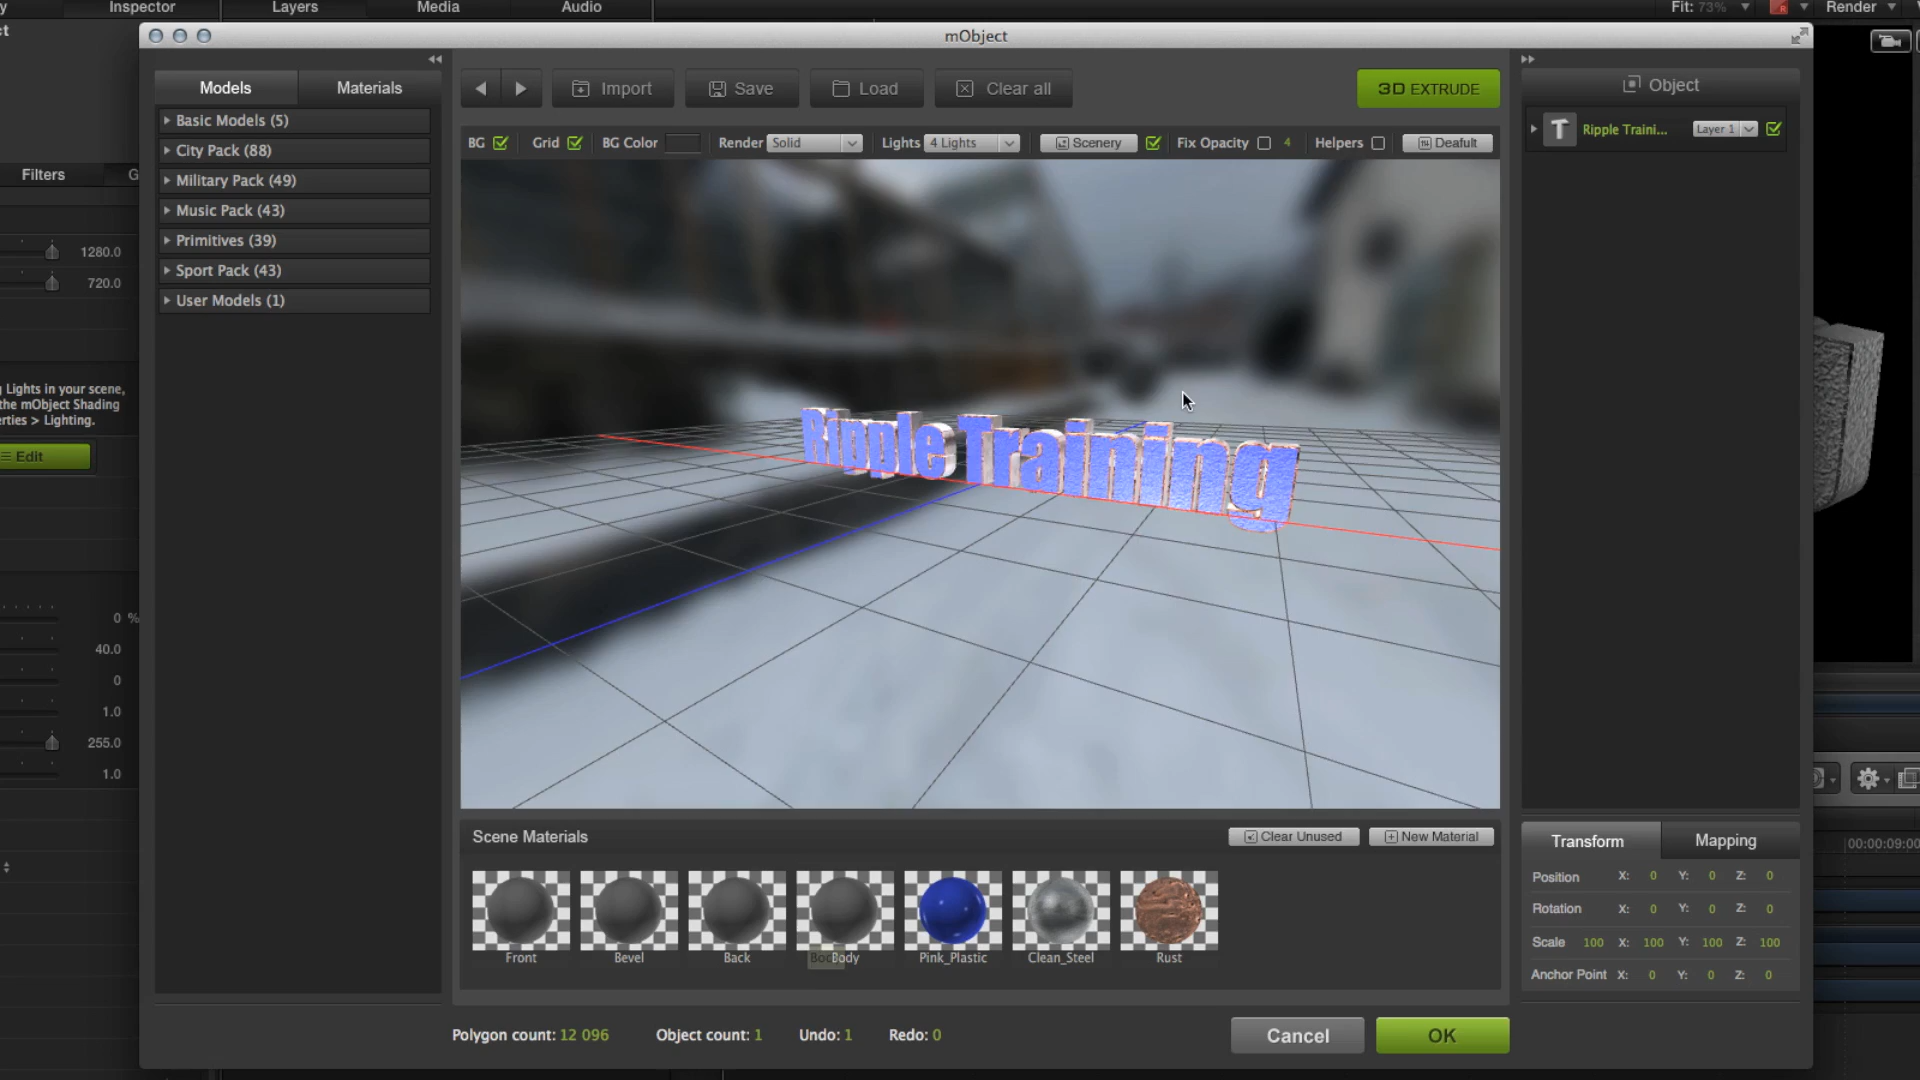 Inspector
Layers
Media
Audio
Fit: 73%
Render
mObject
Models
Materials
Import
Save
Load
Clear all
3D EXTRUDE
Object
BG
Grid
BG Color
Render Solid
Lights 4 Lights
Scenery
Fix Opacity 4
Helpers
Deafult
Basic Models (5)
City Pack (88)
Military Pack (49)
Music Pack (43)
Primitives (39)
Sport Pack (43)
User Models (1)
Ripple Traini...
Layer 1
Filters
G
1280.0
720.0
Lights in your scene,
the mObject Shading
> Lighting.
Edit
0 %
40.0
0
1.0
255.0
1.0
Ripple Training
Scene Materials
Clear Unused
New Material
Front
Bevel
Back
Body
Pink_Plastic
Clean_Steel
Rust
Transform
Mapping
Position X: 0 Y: 0 Z: 0
Rotation X: 0 Y: 0 Z: 0
Scale 100 X: 100 Y: 100 Z: 100
Anchor Point X: 0 Y: 0 Z: 0
00:00:09:00
Polygon count: 12 096
Object count: 1
Undo: 1
Redo: 0
Cancel
OK